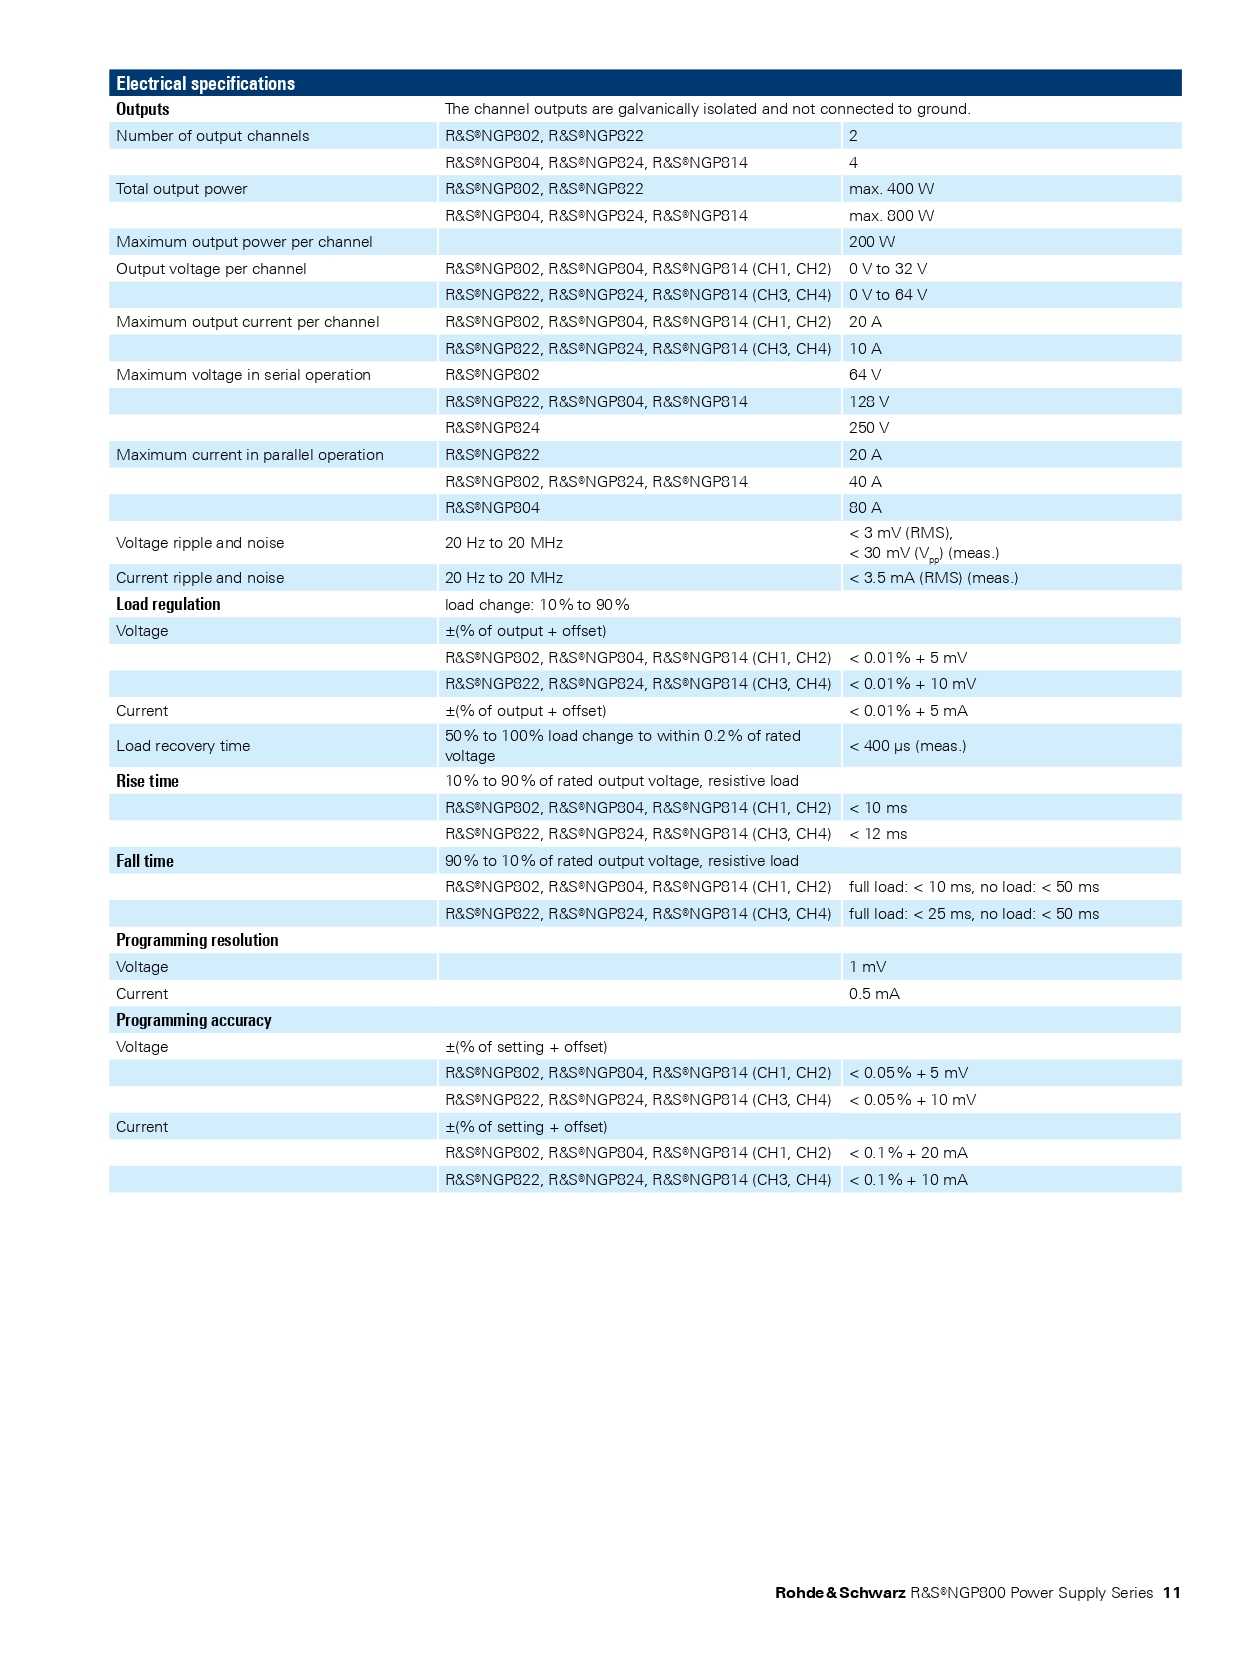 Electrical specifications
Outputs The channel outputs are galvanically isolated and not connected to ground.
Number of output channels R&S®NGP802, R&S®NGP822 2
R&S®NGP804, R&S®NGP824, R&S®NGP814 4
Total output power R&S®NGP802, R&S®NGP822 max. 400 W
R&S®NGP804, R&S®NGP824, R&S®NGP814 max. 800 W
Maximum output power per channel 200 W
Output voltage per channel R&S®NGP802, R&S®NGP804, R&S®NGP814 (CH1, CH2) 0 V to 32 V
R&S®NGP822, R&S®NGP824, R&S®NGP814 (CH3, CH4) 0 V to 64 V
Maximum output current per channel R&S®NGP802, R&S®NGP804, R&S®NGP814 (CH1, CH2) 20 A
R&S®NGP822, R&S®NGP824, R&S®NGP814 (CH3, CH4) 10 A
Maximum voltage in serial operation R&S®NGP802 64 V
R&S®NGP822, R&S®NGP804, R&S®NGP814 128 V
R&S®NGP824 250 V
Maximum current in parallel operation R&S®NGP822 20 A
R&S®NGP802, R&S®NGP824, R&S®NGP814 40 A
R&S®NGP804 80 A
Voltage ripple and noise 20 Hz to 20 MHz < 3 mV (RMS),
< 30 mV (Vpp) (meas.)
Current ripple and noise 20 Hz to 20 MHz < 3.5 mA (RMS) (meas.)
Load regulation load change: 10 % to 90 %
Voltage ±(% of output + offset)
R&S®NGP802, R&S®NGP804, R&S®NGP814 (CH1, CH2) < 0.01 % + 5 mV
R&S®NGP822, R&S®NGP824, R&S®NGP814 (CH3, CH4) < 0.01 % + 10 mV
Current ±(% of output + offset) < 0.01 % + 5 mA
Load recovery time 50 % to 100 % load change to within 0.2 % of rated
voltage < 400 µs (meas.)
Rise time 10 % to 90 % of rated output voltage, resistive load
R&S®NGP802, R&S®NGP804, R&S®NGP814 (CH1, CH2) < 10 ms
R&S®NGP822, R&S®NGP824, R&S®NGP814 (CH3, CH4) < 12 ms
Fall time 90 % to 10 % of rated output voltage, resistive load
R&S®NGP802, R&S®NGP804, R&S®NGP814 (CH1, CH2) full load: < 10 ms, no load: < 50 ms
R&S®NGP822, R&S®NGP824, R&S®NGP814 (CH3, CH4) full load: < 25 ms, no load: < 50 ms
Programming resolution
Voltage 1 mV
Current 0.5 mA
Programming accuracy
Voltage ±(% of setting + offset)
R&S®NGP802, R&S®NGP804, R&S®NGP814 (CH1, CH2) < 0.05 % + 5 mV
R&S®NGP822, R&S®NGP824, R&S®NGP814 (CH3, CH4) < 0.05 % + 10 mV
Current ±(% of setting + offset)
R&S®NGP802, R&S®NGP804, R&S®NGP814 (CH1, CH2) < 0.1 % + 20 mA
R&S®NGP822, R&S®NGP824, R&S®NGP814 (CH3, CH4) < 0.1 % + 10 mA
Rohde & Schwarz R&S®NGP800 Power Supply Series 11